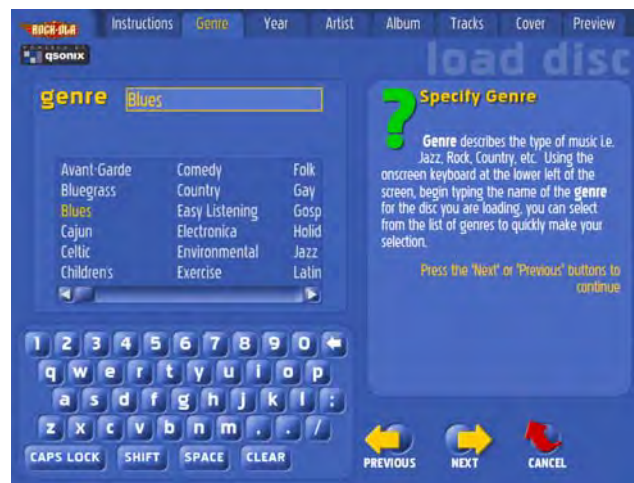 ROCK-OLA
Instructions Genre Year Artist Album Tracks Cover Preview
POWERED BY
qsonix
load disc
genre Blues
Specify Genre
Genre describes the type of music i.e.
Jazz, Rock, Country, etc. Using the
onscreen keyboard at the lower left of the
screen, begin typing the name of the genre
for the disc you are loading, you can select
from the list of genres to quickly make your
selection.
Press the 'Next' or 'Previous' buttons to
continue
Avant-Garde Comedy Folk
Bluegrass Country Gay
Blues Easy Listening Gosp
Cajun Electronica Holid
Celtic Environmental Jazz
Children's Exercise Latin
1 2 3 4 5 6 7 8 9 0
q w e r t y u i o p
a s d f g h j k l :
z x c v b n m . . /
CAPS LOCK SHIFT SPACE CLEAR
PREVIOUS NEXT CANCEL